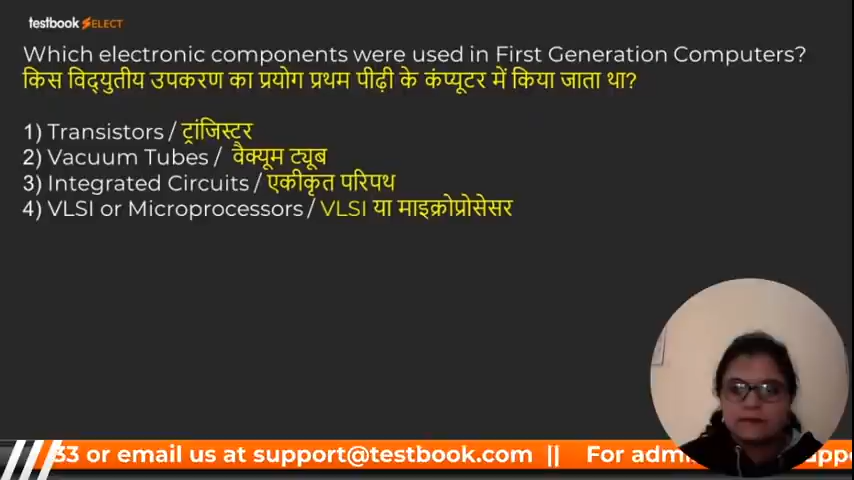 testbook SELECT
Which electronic components were used in First Generation Computers?
किस विद्युतीय उपकरण का प्रयोग प्रथम पीढ़ी के कंप्यूटर में किया जाता था?
1) Transistors / ट्रांजिस्टर
2) Vacuum Tubes / वैक्यूम ट्यूब
3) Integrated Circuits / एकीकृत परिपथ
4) VLSI or Microprocessors / VLSI या माइक्रोप्रोसेसर
33 or email us at support@testbook.com || For